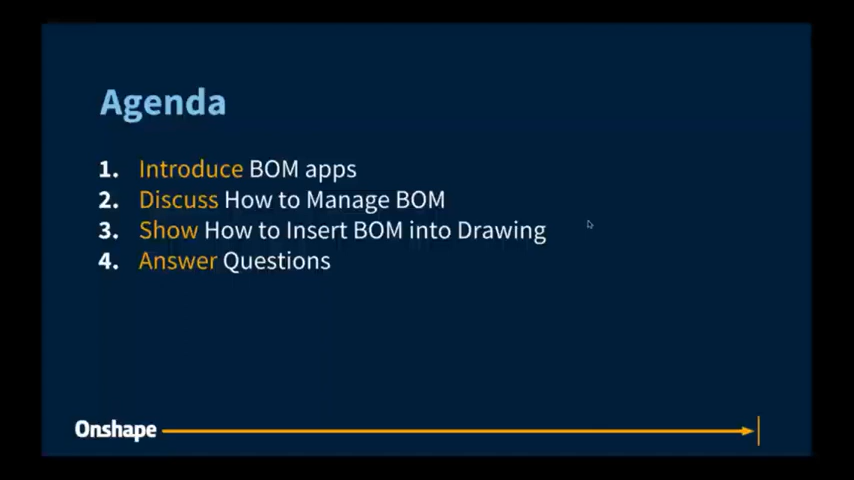 Agenda
1. Introduce BOM apps
2. Discuss How to Manage BOM
3. Show How to Insert BOM into Drawing
4. Answer Questions
Onshape